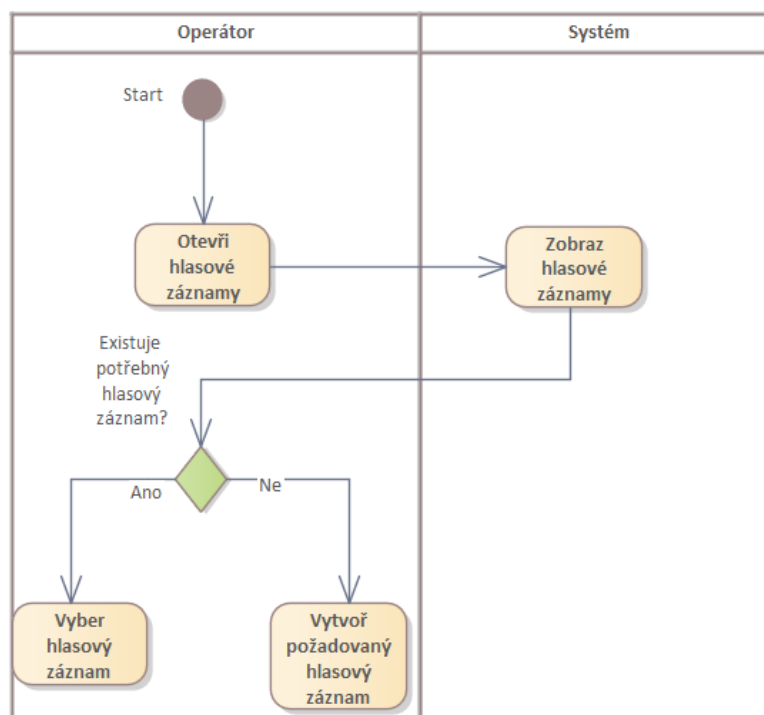 Operátor
Systém
Start
Otevři
hlasové
záznamy
Zobraz
hlasové
záznamy
Existuje
potřebný
hlasový
záznam?
Ano
Ne
Vyber
hlasový
záznam
Vytvoř
požadovaný
hlasový
záznam